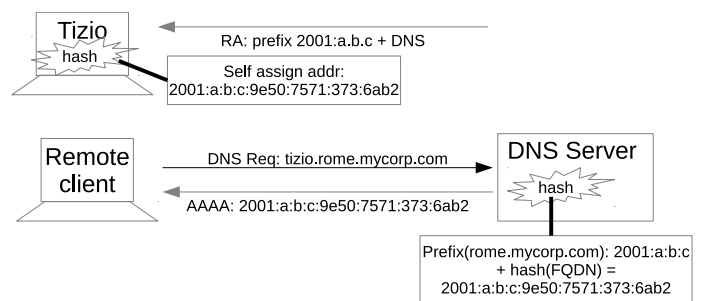 Tizio
hash
RA: prefix 2001:a.b.c + DNS
Self assign addr:
2001:a:b:c:9e50:7571:373:6ab2
Remote
client
DNS Req: tizio.rome.mycorp.com
AAAA: 2001:a:b:c:9e50:7571:373:6ab2
DNS Server
hash
Prefix(rome.mycorp.com): 2001:a:b:c
+ hash(FQDN) =
2001:a:b:c:9e50:7571:373:6ab2